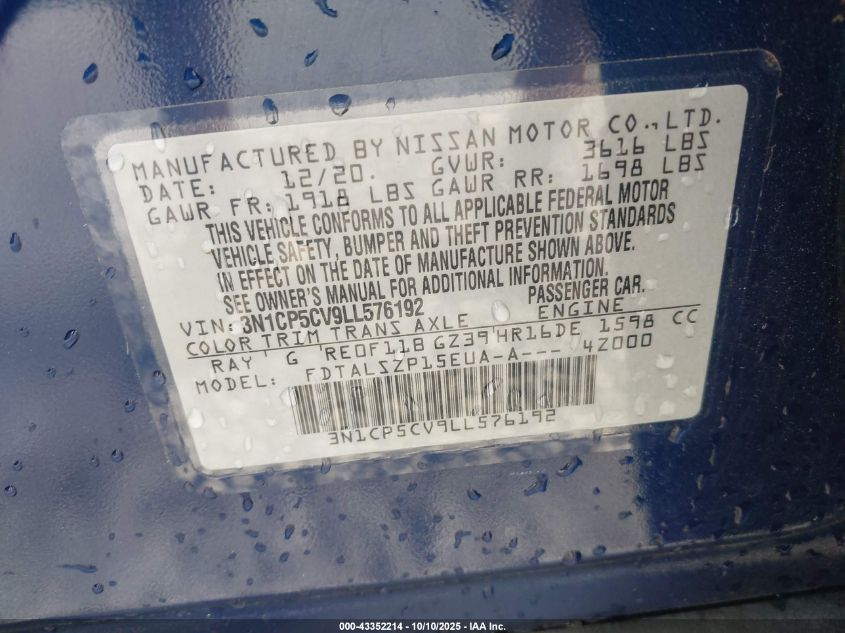 MANUFACTURED BY NISSAN MOTOR CO., LTD.
DATE: 12/20. GVWR: 3616 LBS
GAWR FR: 1918 LBS GAWR RR: 1698 LBS
THIS VEHICLE CONFORMS TO ALL APPLICABLE FEDERAL MOTOR
VEHICLE SAFETY, BUMPER AND THEFT PREVENTION STANDARDS
IN EFFECT ON THE DATE OF MANUFACTURE SHOWN ABOVE.
SEE OWNER'S MANUAL FOR ADDITIONAL INFORMATION.
VIN: 3N1CP5CV9LL576192 PASSENGER CAR.
COLOR TRIM TRANS AXLE ENGINE
RAY G RE0F11B GZ39 HR16DE 1598 CC
MODEL: FDTALSZP15EUA-A--- 4Z000
3N1CP5CV9LL576192
000-43352214 - 10/10/2025 - IAA Inc.